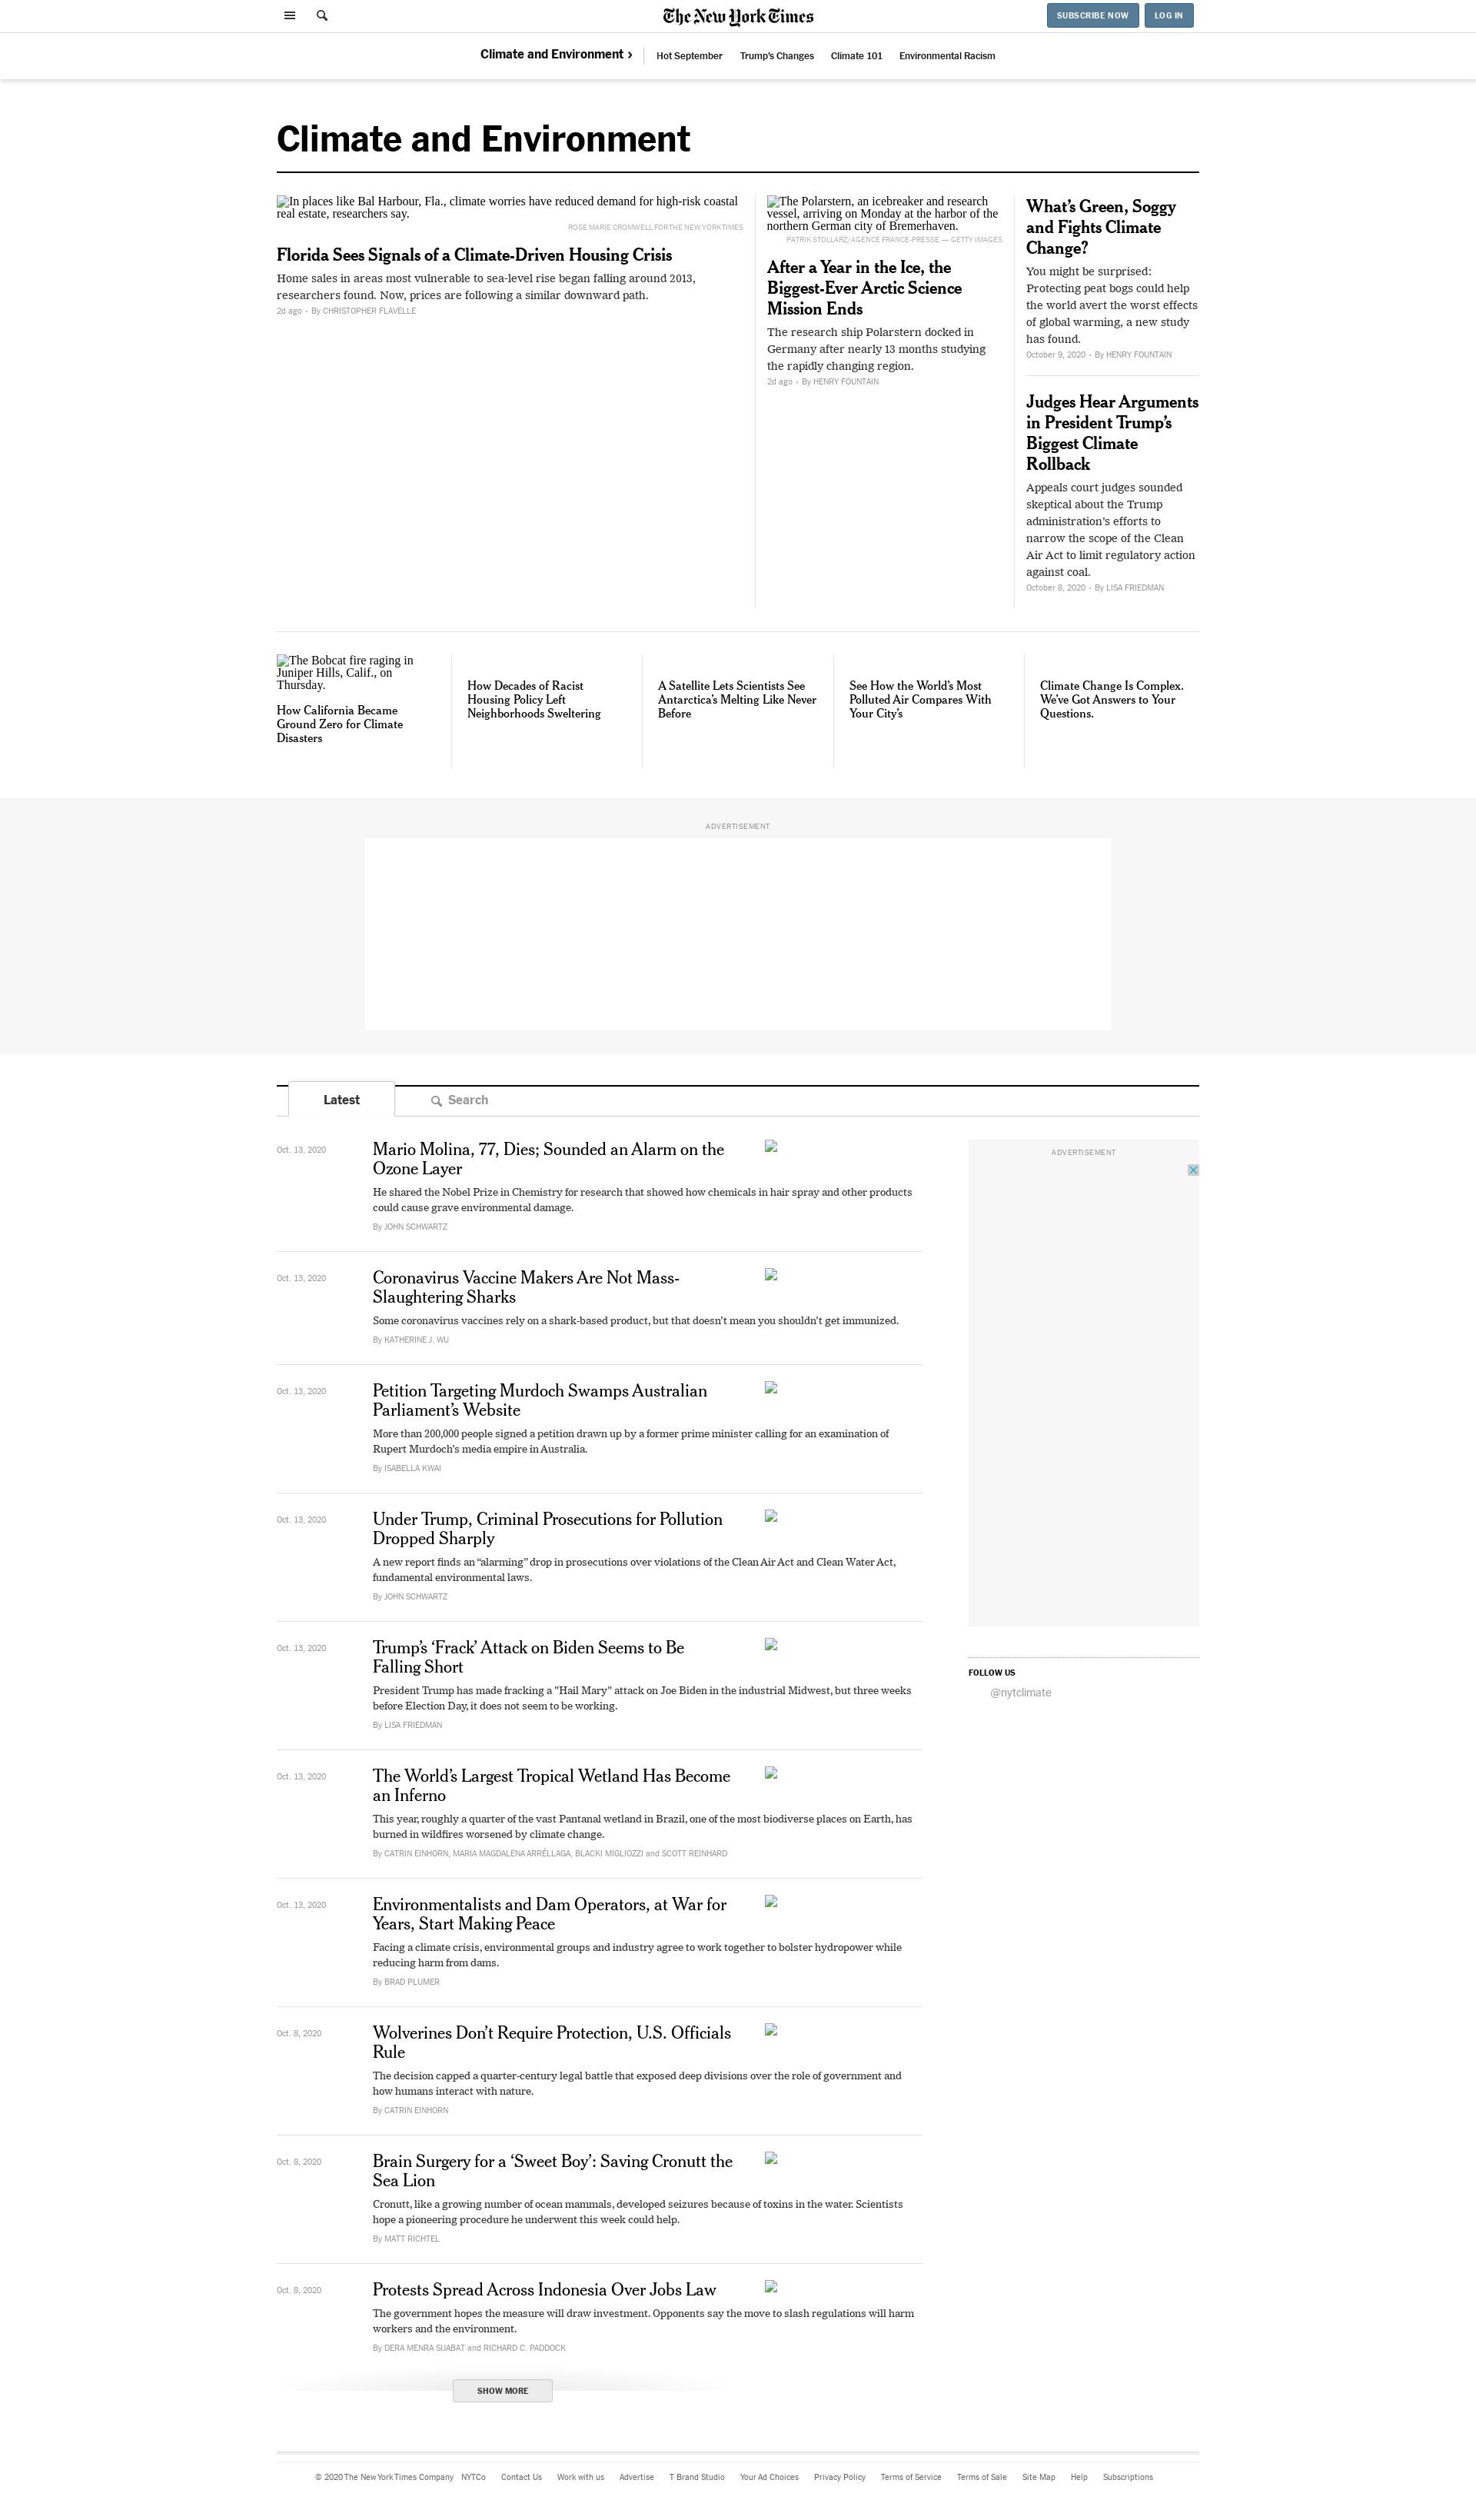 The New York Times
SUBSCRIBE NOW
LOG IN
Climate and Environment ›
Hot September
Trump's Changes
Climate 101
Environmental Racism
Climate and Environment
In places like Bal Harbour, Fla., climate worries have reduced demand for high-risk coastal
real estate, researchers say.
ROSE MARIE CROMWELL FOR THE NEW YORK TIMES
Florida Sees Signals of a Climate-Driven Housing Crisis
Home sales in areas most vulnerable to sea-level rise began falling around 2013,
researchers found. Now, prices are following a similar downward path.
2d ago • By CHRISTOPHER FLAVELLE
The Polarstern, an icebreaker and research
vessel, arriving on Monday at the harbor of the
northern German city of Bremerhaven.
PATRIK STOLLARZ/AGENCE FRANCE-PRESSE — GETTY IMAGES
After a Year in the Ice, the
Biggest-Ever Arctic Science
Mission Ends
The research ship Polarstern docked in
Germany after nearly 13 months studying
the rapidly changing region.
2d ago • By HENRY FOUNTAIN
What's Green, Soggy
and Fights Climate
Change?
You might be surprised:
Protecting peat bogs could help
the world avert the worst effects
of global warming, a new study
has found.
October 9, 2020 • By HENRY FOUNTAIN
Judges Hear Arguments
in President Trump's
Biggest Climate
Rollback
Appeals court judges sounded
skeptical about the Trump
administration's efforts to
narrow the scope of the Clean
Air Act to limit regulatory action
against coal.
October 8, 2020 • By LISA FRIEDMAN
The Bobcat fire raging in
Juniper Hills, Calif., on
Thursday.
How California Became
Ground Zero for Climate
Disasters
How Decades of Racist
Housing Policy Left
Neighborhoods Sweltering
A Satellite Lets Scientists See
Antarctica's Melting Like Never
Before
See How the World's Most
Polluted Air Compares With
Your City's
Climate Change Is Complex.
We've Got Answers to Your
Questions.
ADVERTISEMENT
Latest
Search
Oct. 13, 2020
Mario Molina, 77, Dies; Sounded an Alarm on the
Ozone Layer
He shared the Nobel Prize in Chemistry for research that showed how chemicals in hair spray and other products
could cause grave environmental damage.
By JOHN SCHWARTZ
ADVERTISEMENT
Oct. 13, 2020
Coronavirus Vaccine Makers Are Not Mass-
Slaughtering Sharks
Some coronavirus vaccines rely on a shark-based product, but that doesn't mean you shouldn't get immunized.
By KATHERINE J. WU
Oct. 13, 2020
Petition Targeting Murdoch Swamps Australian
Parliament's Website
More than 200,000 people signed a petition drawn up by a former prime minister calling for an examination of
Rupert Murdoch's media empire in Australia.
By ISABELLA KWAI
Oct. 13, 2020
Under Trump, Criminal Prosecutions for Pollution
Dropped Sharply
A new report finds an “alarming” drop in prosecutions over violations of the Clean Air Act and Clean Water Act,
fundamental environmental laws.
By JOHN SCHWARTZ
Oct. 13, 2020
Trump's ‘Frack’ Attack on Biden Seems to Be
Falling Short
President Trump has made fracking a "Hail Mary" attack on Joe Biden in the industrial Midwest, but three weeks
before Election Day, it does not seem to be working.
By LISA FRIEDMAN
FOLLOW US
@nytclimate
Oct. 13, 2020
The World's Largest Tropical Wetland Has Become
an Inferno
This year, roughly a quarter of the vast Pantanal wetland in Brazil, one of the most biodiverse places on Earth, has
burned in wildfires worsened by climate change.
By CATRIN EINHORN, MARIA MAGDALENA ARRÉLLAGA, BLACKI MIGLIOZZI and SCOTT REINHARD
Oct. 13, 2020
Environmentalists and Dam Operators, at War for
Years, Start Making Peace
Facing a climate crisis, environmental groups and industry agree to work together to bolster hydropower while
reducing harm from dams.
By BRAD PLUMER
Oct. 8, 2020
Wolverines Don't Require Protection, U.S. Officials
Rule
The decision capped a quarter-century legal battle that exposed deep divisions over the role of government and
how humans interact with nature.
By CATRIN EINHORN
Oct. 8, 2020
Brain Surgery for a ‘Sweet Boy’: Saving Cronutt the
Sea Lion
Cronutt, like a growing number of ocean mammals, developed seizures because of toxins in the water. Scientists
hope a pioneering procedure he underwent this week could help.
By MATT RICHTEL
Oct. 8, 2020
Protests Spread Across Indonesia Over Jobs Law
The government hopes the measure will draw investment. Opponents say the move to slash regulations will harm
workers and the environment.
By DERA MENRA SIJABAT and RICHARD C. PADDOCK
SHOW MORE
© 2020 The New York Times Company
NYTCo
Contact Us
Work with us
Advertise
T Brand Studio
Your Ad Choices
Privacy Policy
Terms of Service
Terms of Sale
Site Map
Help
Subscriptions